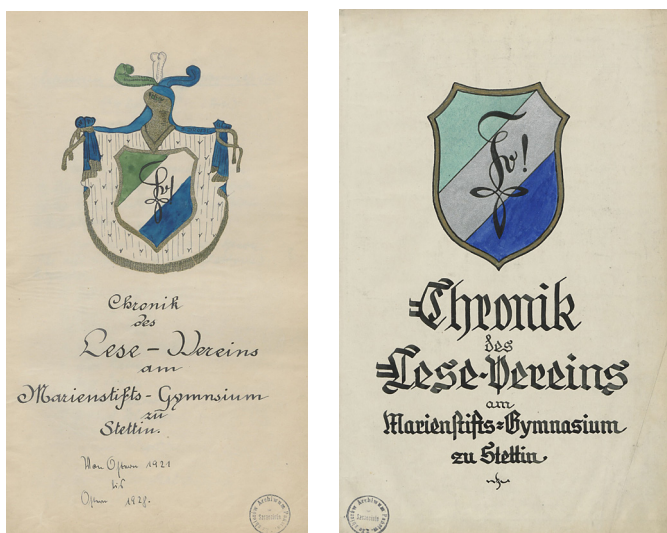 Chronik
des
Lese-Vereins
am
Marienstifts-Gymnsium
zu
Stettin.
Von Ostern 1921
bis
Ostern 1928.
Chronik
des
Lese-Vereins
am
Marienstifts-Gymnasium
zu Stettin.